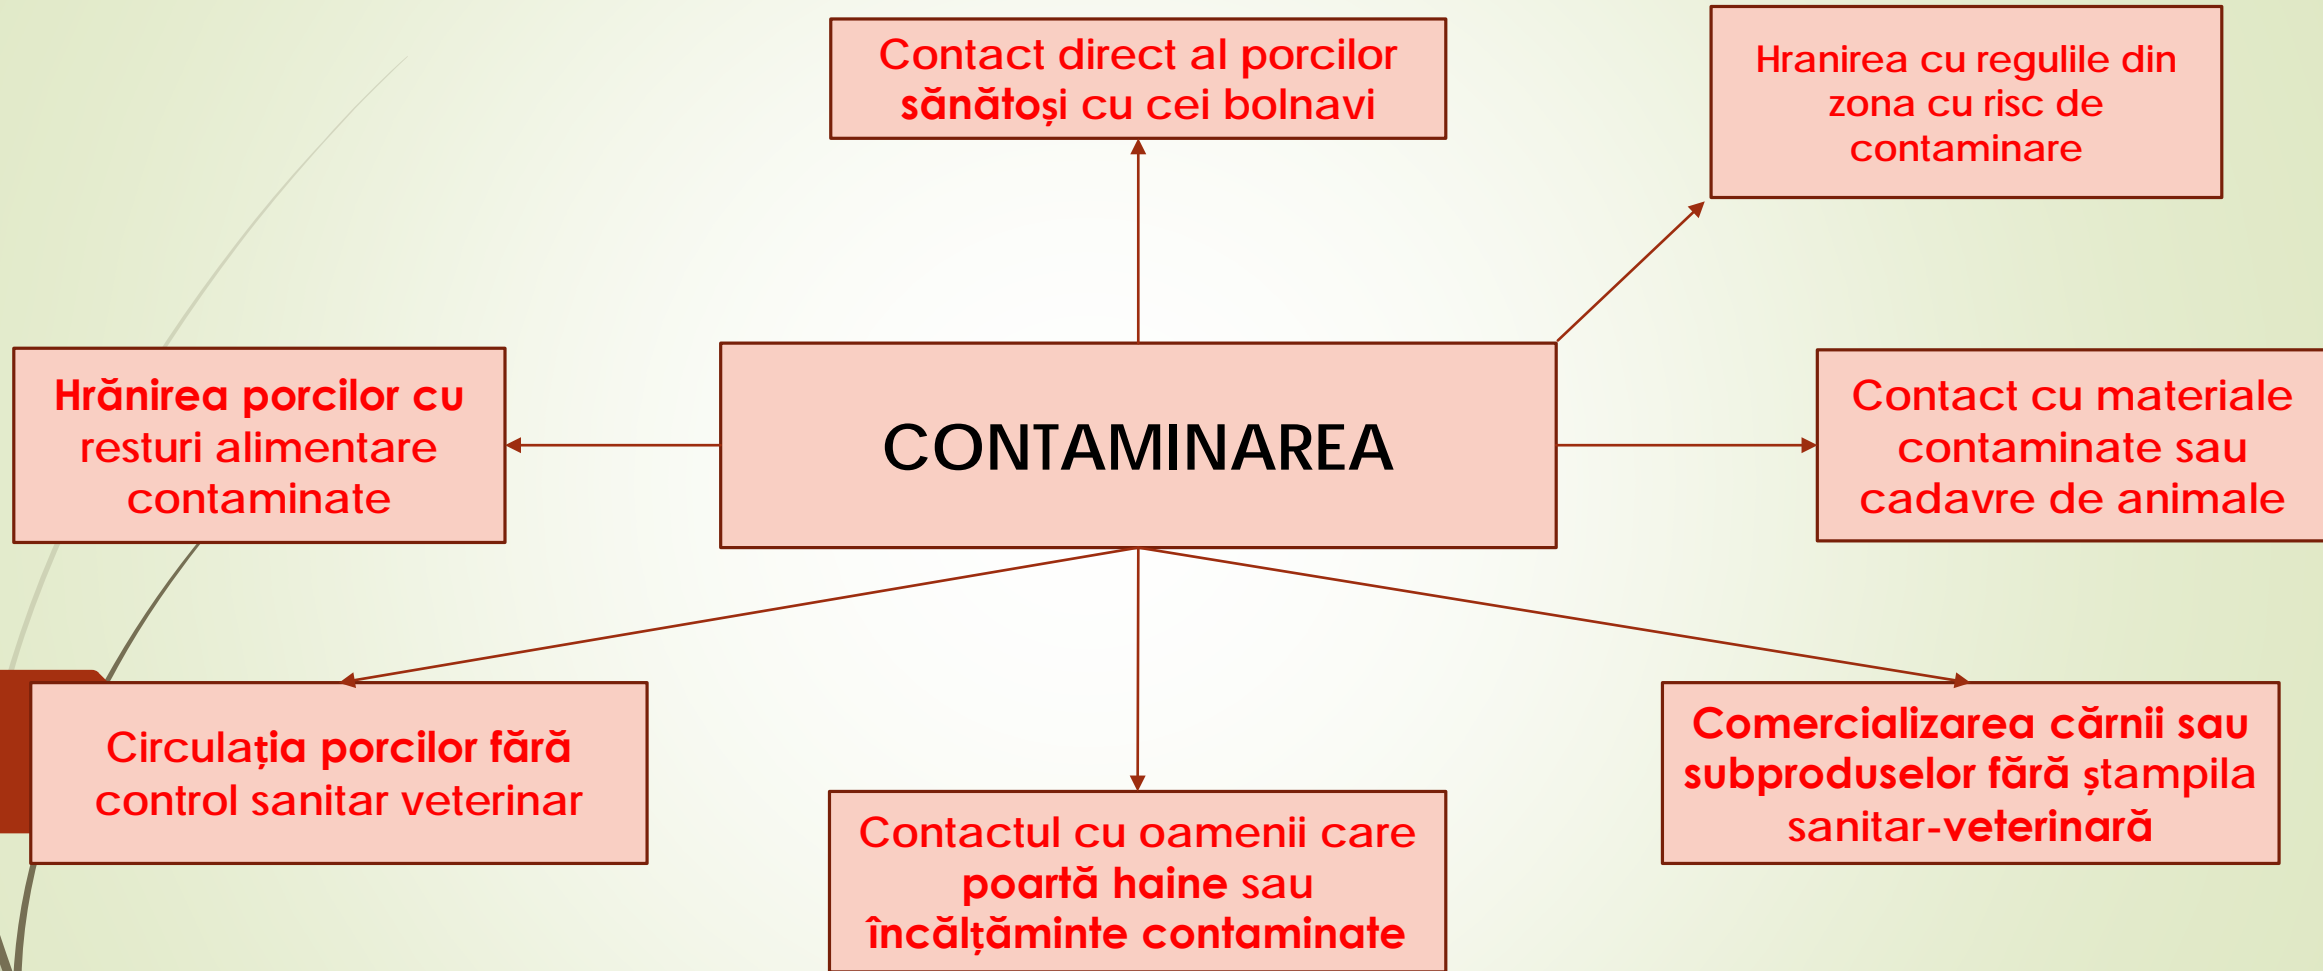 Contact direct al porcilor
sănătoși cu cei bolnavi
Hranirea cu regulile din
zona cu risc de
contaminare
Hrănirea porcilor cu
resturi alimentare
contaminate
CONTAMINAREA
Contact cu materiale
contaminate sau
cadavre de animale
Circulația porcilor fără
control sanitar veterinar
Contactul cu oamenii care
poartă haine sau
încălțăminte contaminate
Comercializarea cărnii sau
subproduselor fără ștampila
sanitar-veterinară